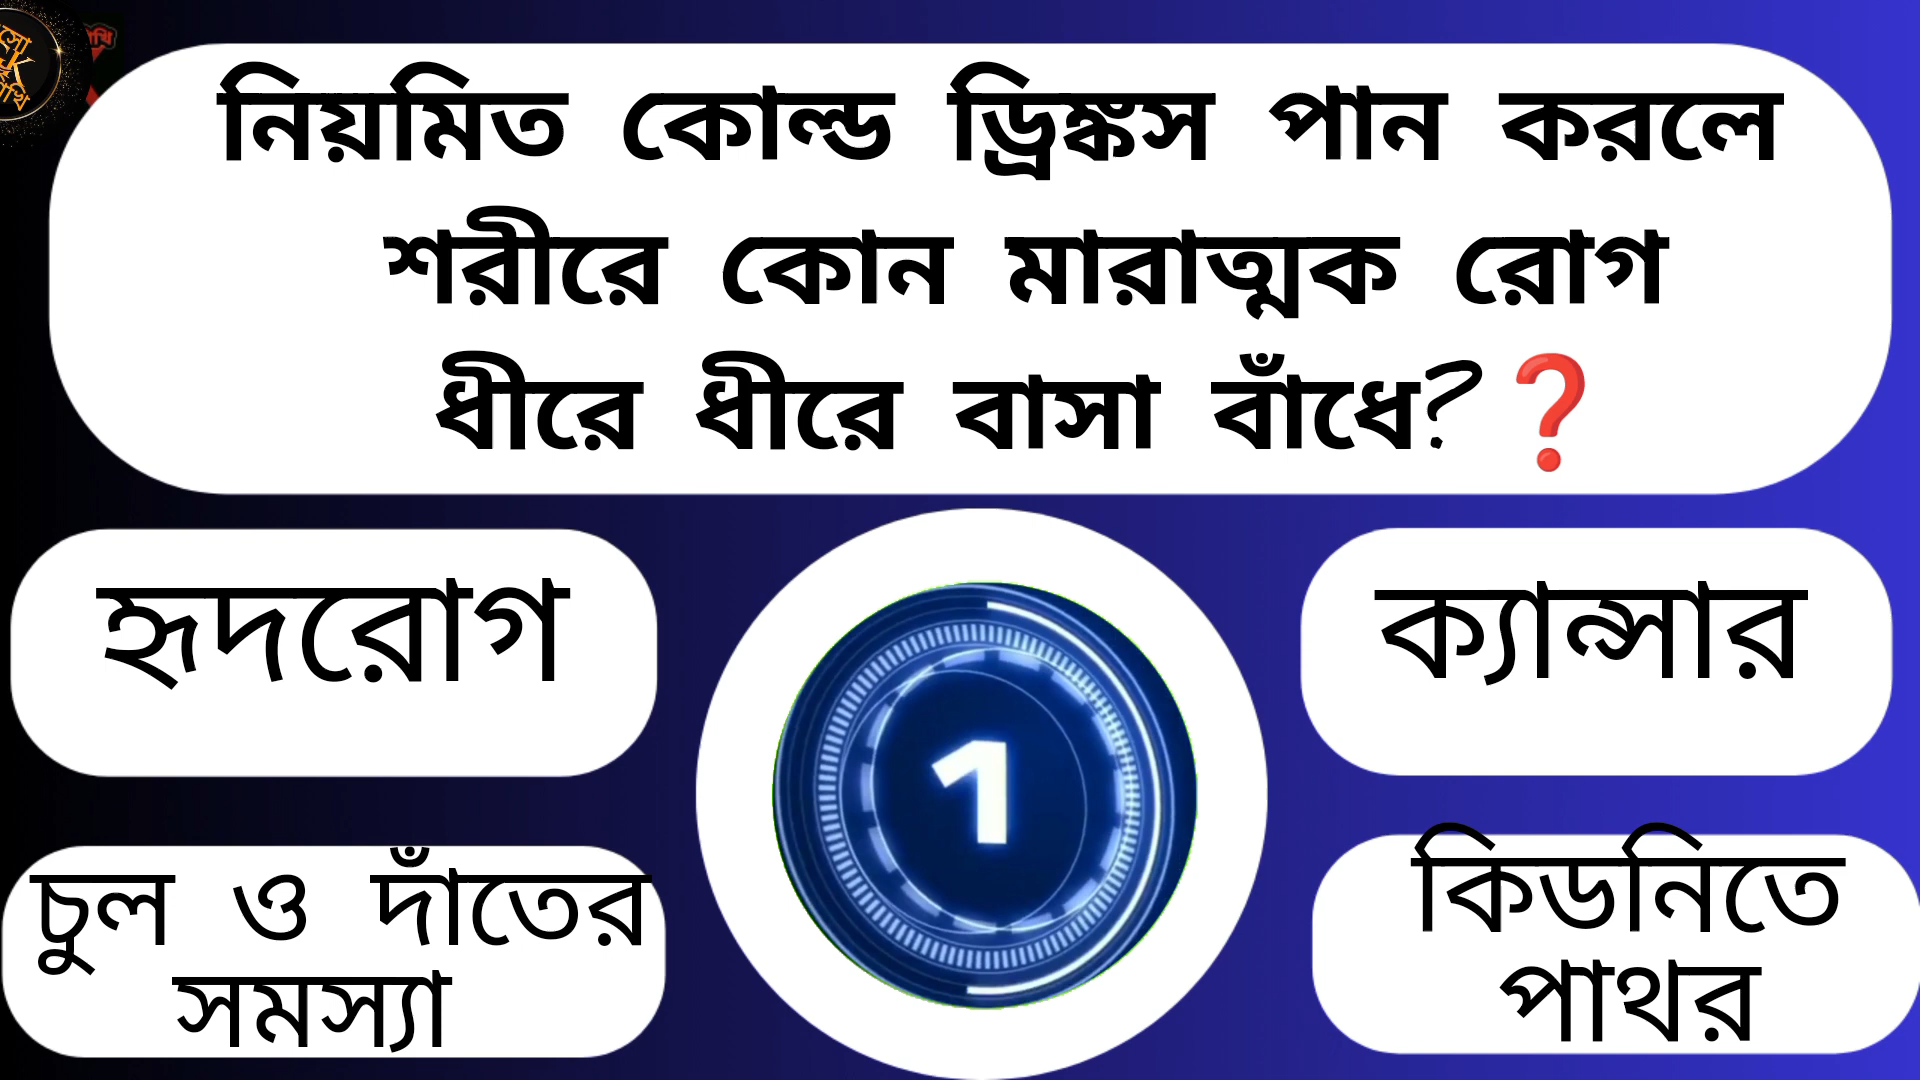 নিয়মিত কোল্ড ড্রিঙ্কস পান করলে
শরীরে কোন মারাত্মক রোগ
ধীরে ধীরে বাসা বাঁধে? ❓
হৃদরোগ
ক্যান্সার
1
চুল ও দাঁতের
সমস্যা
কিডনিতে
পাথর